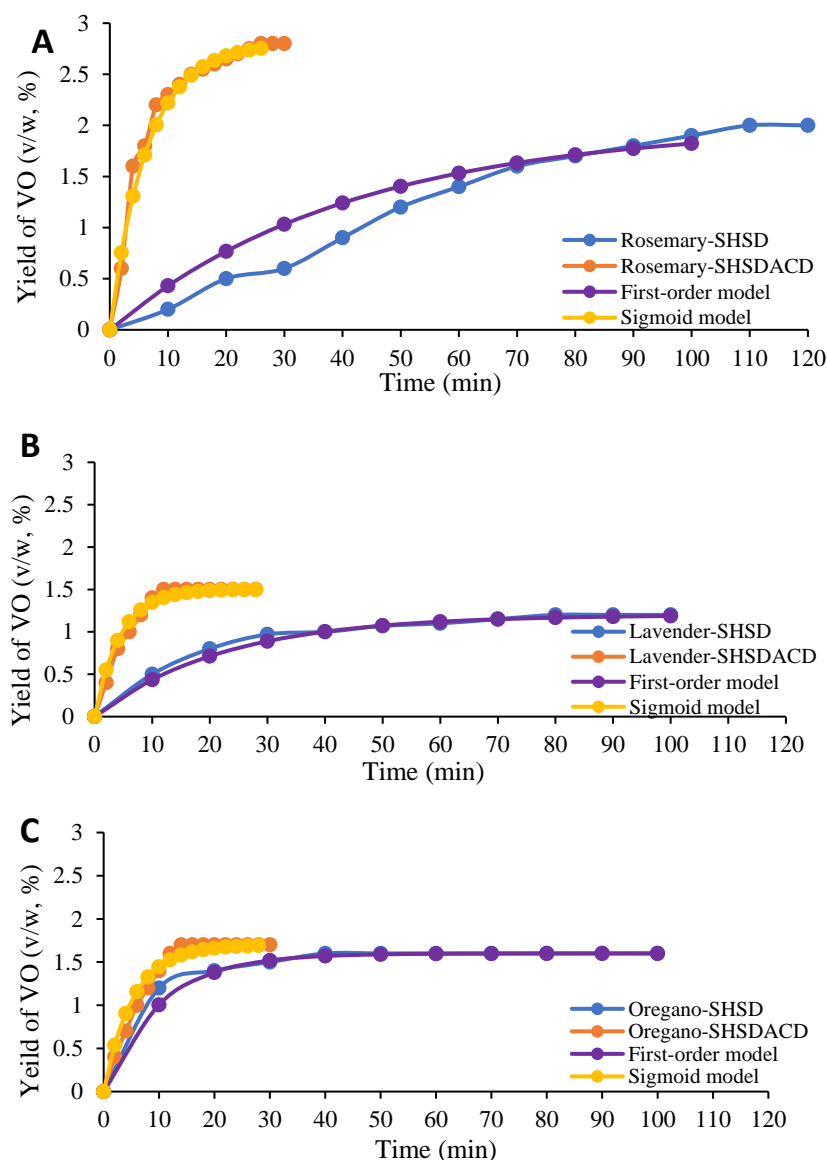 A
Yield of VO (v/w, %)
3
2.5
2
1.5
1
0.5
0
Rosemary-SHSD
Rosemary-SHSDACD
First-order model
Sigmoid model
0 10 20 30 40 50 60 70 80 90 100 110 120
Time (min)
B
Yield of VO (v/w, %)
3
2.5
2
1.5
1
0.5
0
Lavender-SHSD
Lavender-SHSDACD
First-order model
Sigmoid model
0 10 20 30 40 50 60 70 80 90 100 110 120
Time (min)
C
Yeild of VO (v/w, %)
3
2.5
2
1.5
1
0.5
0
Oregano-SHSD
Oregano-SHSDACD
First-order model
Sigmoid model
0 10 20 30 40 50 60 70 80 90 100 110 120
Time (min)